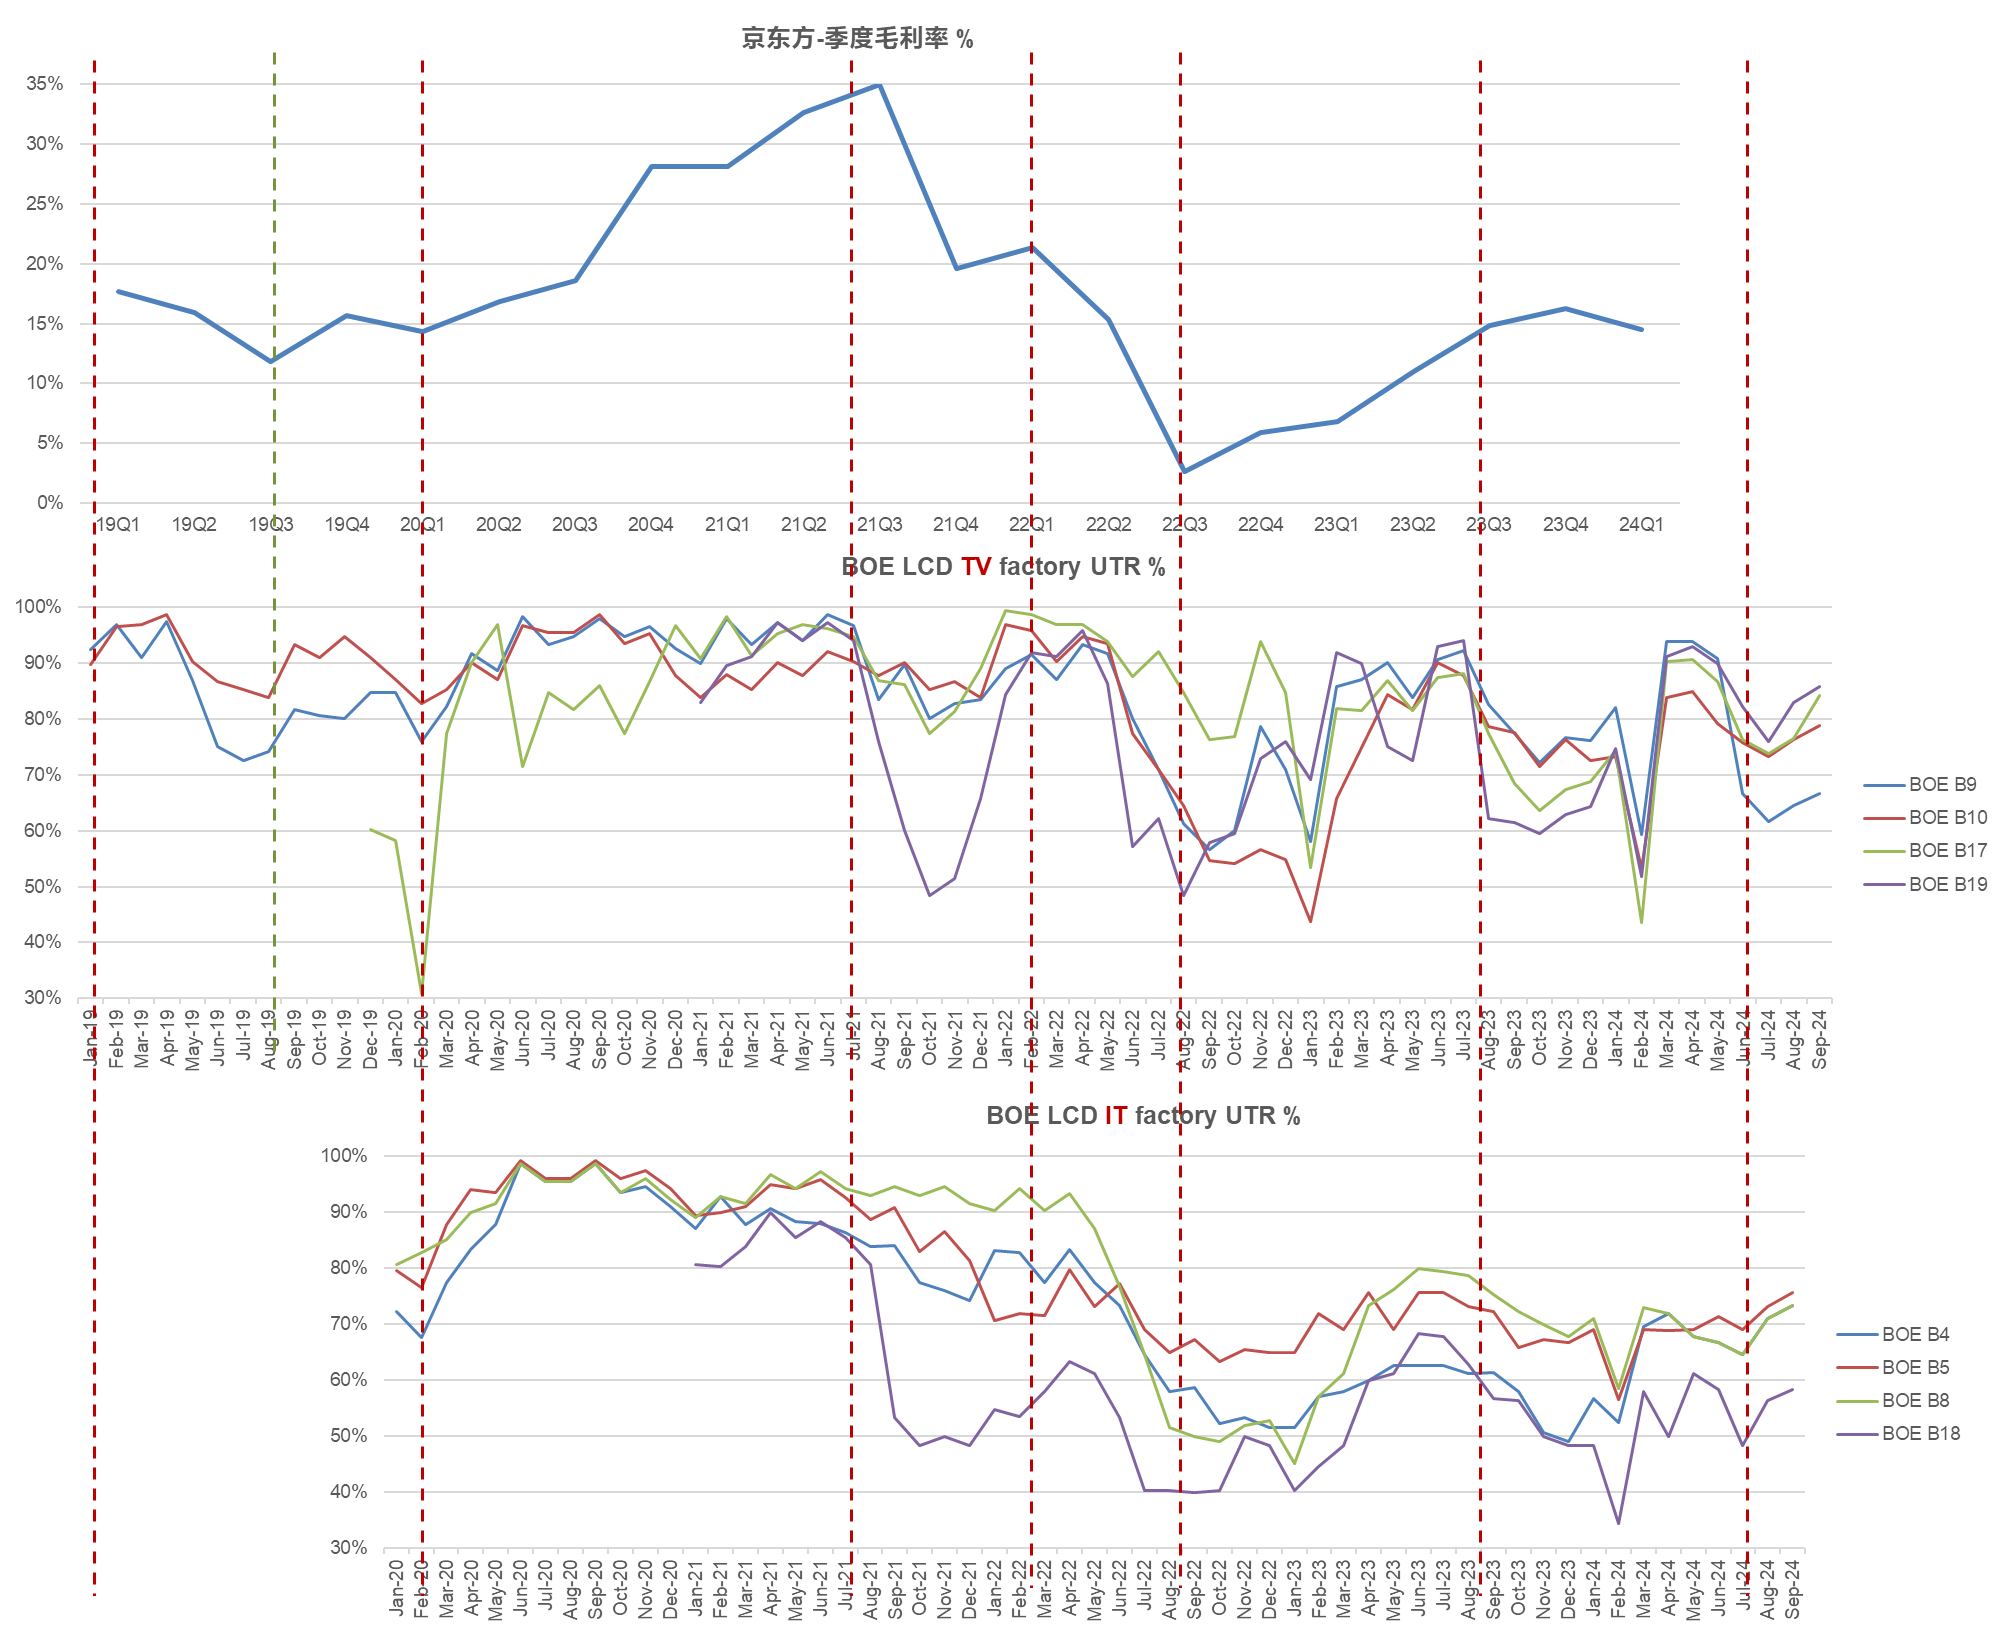 京东方-季度毛利率 %
35%
30%
25%
20%
15%
10%
5%
0%
19Q1 19Q2 19Q3 19Q4 20Q1 20Q2 20Q3 20Q4 21Q1 21Q2 21Q3 21Q4 22Q1 22Q2 22Q3 22Q4 23Q1 23Q2 23Q3 23Q4 24Q1
BOE LCD TV factory UTR %
100%
90%
80%
70%
60%
50%
40%
30%
BOE B9
BOE B10
BOE B17
BOE B19
Jan-19 Feb-19 Mar-19 Apr-19 May-19 Jun-19 Jul-19 Aug-19 Sep-19 Oct-19 Nov-19 Dec-19 Jan-20 Feb-20 Mar-20 Apr-20 May-20 Jun-20 Jul-20 Aug-20 Sep-20 Oct-20 Nov-20 Dec-20 Jan-21 Feb-21 Mar-21 Apr-21 May-21 Jun-21 Jul-21 Aug-21 Sep-21 Oct-21 Nov-21 Dec-21 Jan-22 Feb-22 Mar-22 Apr-22 May-22 Jun-22 Jul-22 Aug-22 Sep-22 Oct-22 Nov-22 Dec-22 Jan-23 Feb-23 Mar-23 Apr-23 May-23 Jun-23 Jul-23 Aug-23 Sep-23 Oct-23 Nov-23 Dec-23 Jan-24 Feb-24 Mar-24 Apr-24 May-24 Jun-24 Jul-24 Aug-24 Sep-24
BOE LCD IT factory UTR %
100%
90%
80%
70%
60%
50%
40%
30%
BOE B4
BOE B5
BOE B8
BOE B18
Jan-20 Feb-20 Mar-20 Apr-20 May-20 Jun-20 Jul-20 Aug-20 Sep-20 Oct-20 Nov-20 Dec-20 Jan-21 Feb-21 Mar-21 Apr-21 May-21 Jun-21 Jul-21 Aug-21 Sep-21 Oct-21 Nov-21 Dec-21 Jan-22 Feb-22 Mar-22 Apr-22 May-22 Jun-22 Jul-22 Aug-22 Sep-22 Oct-22 Nov-22 Dec-22 Jan-23 Feb-23 Mar-23 Apr-23 May-23 Jun-23 Jul-23 Aug-23 Sep-23 Oct-23 Nov-23 Dec-23 Jan-24 Feb-24 Mar-24 Apr-24 May-24 Jun-24 Jul-24 Aug-24 Sep-24